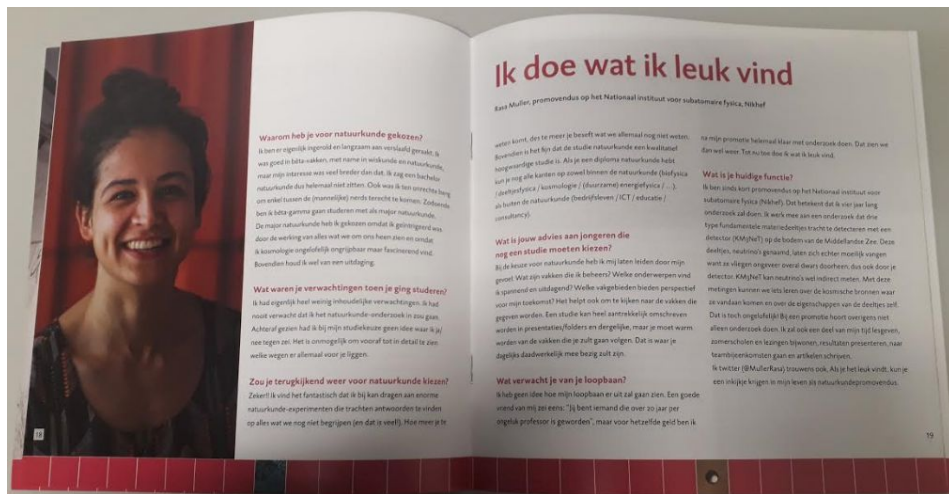 Waarom heb je voor natuurkunde gekozen?
Ik ben er eigenlijk ingerold en langzaam aan verslaafd geraakt. Ik
was goed in bèta-vakken, met name in wiskunde en natuurkunde,
maar mijn interesse was veel breder dan dat. Ik zag een bachelor
natuurkunde dus helemaal niet zitten. Ook was ik ten onrechte bang
om enkel tussen de (mannelijke) nerds terecht te komen. Zodoende
ben ik bèta-gamma gaan studeren met als major natuurkunde.
De major natuurkunde heb ik gekozen omdat ik geïntrigeerd was
door de werking van alles wat we om ons heen zien en omdat
ik kosmologie ongelofelijk ongrijpbaar maar fascinerend vind.
Bovendien houd ik wel van een uitdaging.
Wat waren je verwachtingen toen je ging studeren?
Ik had eigenlijk heel weinig inhoudelijke verwachtingen. Ik had
nooit verwacht dat ik het natuurkunde-onderzoek in zou gaan.
Achteraf gezien had ik bij mijn studiekeuze geen idee waar ik ja/
nee tegen zei. Het is onmogelijk om vooraf tot in detail te zien
welke wegen er allemaal voor je liggen.
Zou je terugkijkend weer voor natuurkunde kiezen?
Zeker!! Ik vind het fantastisch dat ik bij kan dragen aan enorme
natuurkunde-experimenten die trachten antwoorden te vinden
op alles wat we nog niet begrijpen (en dat is veel!). Hoe meer je te
18
Ik doe wat ik leuk vind
Rasa Muller, promovendus op het Nationaal instituut voor subatomaire fysica, Nikhef
weten komt, des te meer je beseft wat we allemaal nog niet weten.
Bovendien is het fijn dat de studie natuurkunde een kwalitatief
hoogwaardige studie is. Als je een diploma natuurkunde hebt
kun je nog alle kanten op zowel binnen de natuurkunde (biofysica
/ deeltjesfysica / kosmologie / (duurzame) energiefysica / ...),
als buiten de natuurkunde (bedrijfsleven / ICT / educatie /
consultancy).
Wat is jouw advies aan jongeren die
nog een studie moeten kiezen?
Bij de keuze voor natuurkunde heb ik mij laten leiden door mijn
gevoel: Wat zijn vakken die ik beheers? Welke onderwerpen vind
ik spannend en uitdagend? Welke vakgebieden bieden perspectief
voor mijn toekomst? Het helpt ook om te kijken naar de vakken die
gegeven worden. Een studie kan heel aantrekkelijk omschreven
worden in presentaties/folders en dergelijke, maar je moet warm
worden van de vakken die je zult gaan volgen. Dat is waar je
dagelijks daadwerkelijk mee bezig zult zijn.
Wat verwacht je van je loopbaan?
Ik heb geen idee hoe mijn loopbaan er uit zal gaan zien. Een goede
vriend van mij zei eens: "Jij bent iemand die over 20 jaar per
ongeluk professor is geworden", maar voor hetzelfde geld ben ik
na mijn promotie helemaal klaar met onderzoek doen. Dat zien we
dan wel weer. Tot nu toe doe ik wat ik leuk vind.
Wat is je huidige functie?
Ik ben sinds kort promovendus op het Nationaal instituut voor
subatomaire fysica (Nikhef). Dat betekent dat ik vier jaar lang
onderzoek zal doen. Ik werk mee aan een onderzoek dat drie
type fundamentele materiedeeltjes tracht te detecteren met een
detector (KM3NeT) op de bodem van de Middellandse Zee. Deze
deeltjes, neutrino's genaamd, laten zich echter moeilijk vangen
want ze vliegen ongeveer overal dwars doorheen, dus ook door je
detector. KM3NeT kan neutrino's wel indirect meten. Met deze
metingen kunnen we iets leren over de kosmische bronnen waar
ze vandaan komen en over de eigenschappen van de deeltjes zelf.
Dat is toch ongelofelijk! Bij een promotie hoort overigens niet
alleen onderzoek doen. Ik zal ook een deel van mijn tijd lesgeven,
zomerscholen en lezingen bijwonen, resultaten presenteren, naar
teambijeenkomsten gaan en artikelen schrijven.
Ik twitter (@MullerRasa) trouwens ook. Als je het leuk vindt, kun je
een inkijkje krijgen in mijn leven als natuurkundepromovendus.
19